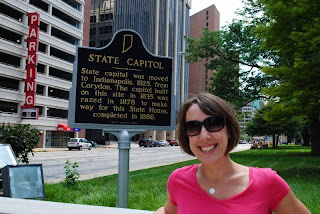 PARKING
STATE CAPITOL
State capital was moved
to Indianapolis, 1825, from
Corydon. The capitol built
on this site in 1835 was
razed in 1878 to make
way for this State House,
completed in 1888.